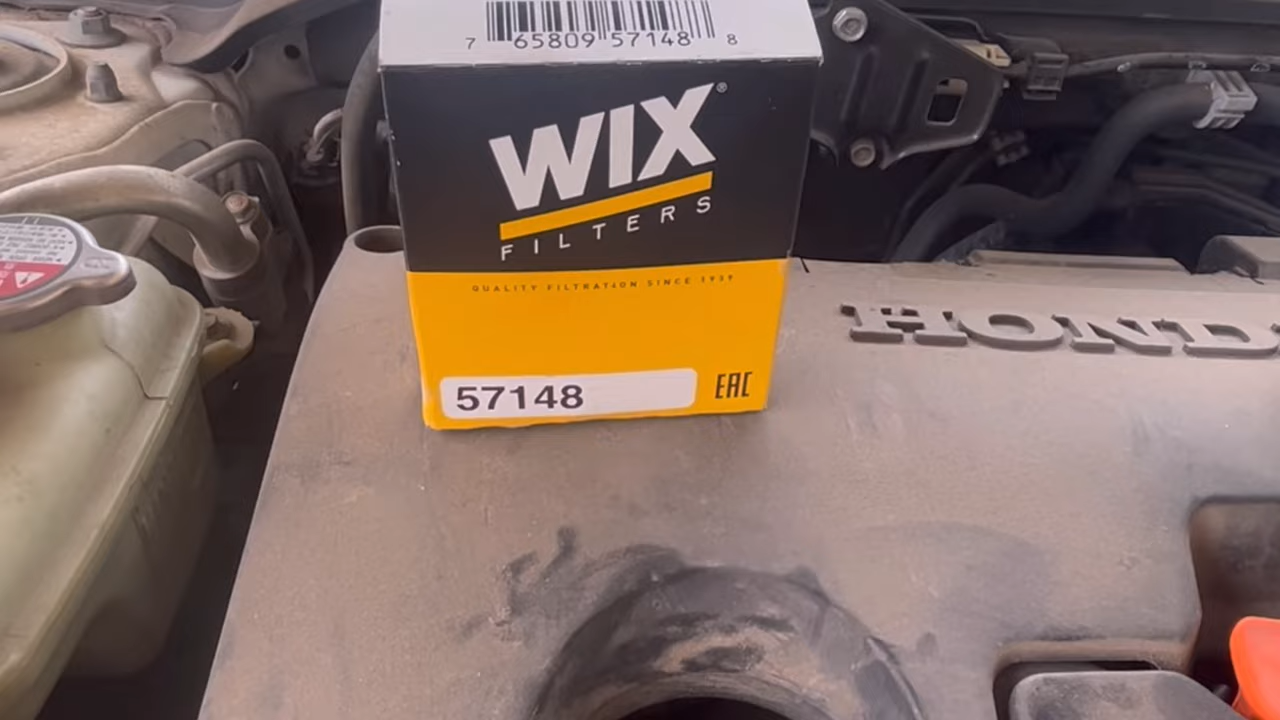 7 65809 57148 8
WIX®
FILTERS
QUALITY FILTRATION SINCE 1939
57148
EAC
HOND